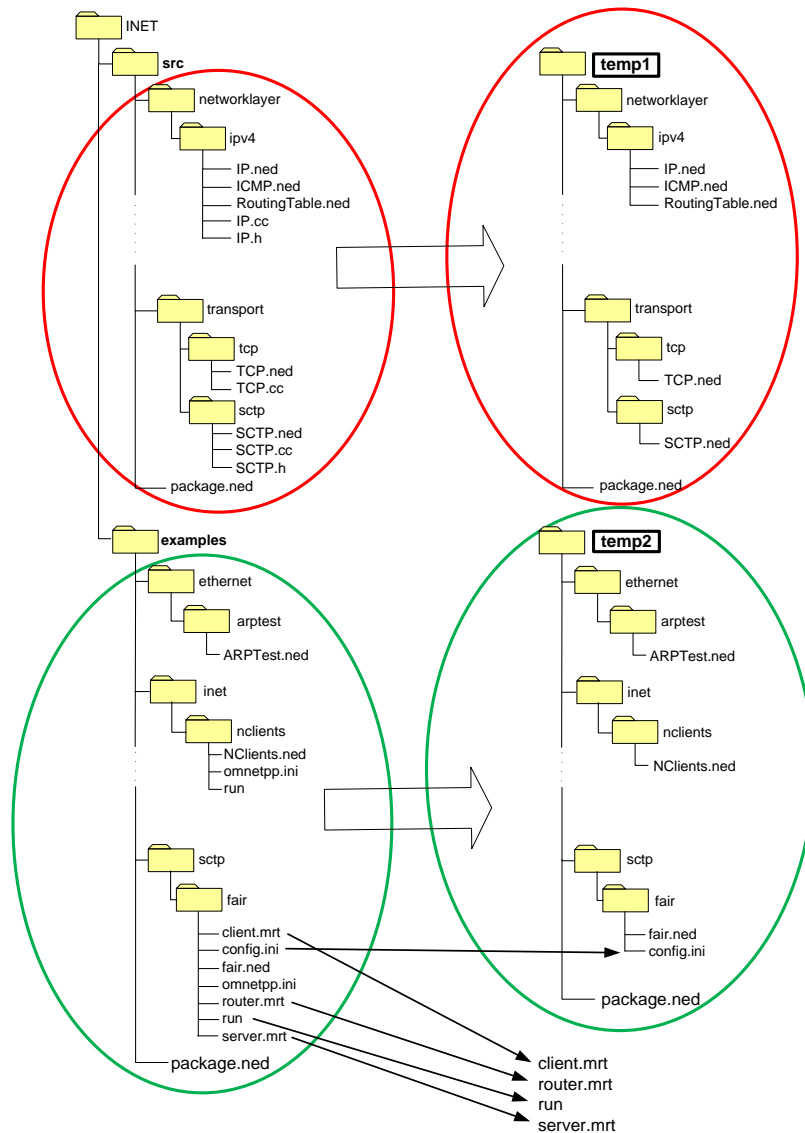 INET
src
networklayer
ipv4
IP.ned
ICMP.ned
RoutingTable.ned
IP.cc
IP.h
transport
tcp
TCP.ned
TCP.cc
sctp
SCTP.ned
SCTP.cc
SCTP.h
package.ned
examples
ethernet
arptest
ARPTest.ned
inet
nclients
NClients.ned
omnetpp.ini
run
sctp
fair
client.mrt
config.ini
fair.ned
omnetpp.ini
router.mrt
run
server.mrt
package.ned
temp1
networklayer
ipv4
IP.ned
ICMP.ned
RoutingTable.ned
transport
tcp
TCP.ned
sctp
SCTP.ned
package.ned
temp2
ethernet
arptest
ARPTest.ned
inet
nclients
NClients.ned
sctp
fair
fair.ned
config.ini
package.ned
client.mrt
router.mrt
run
server.mrt